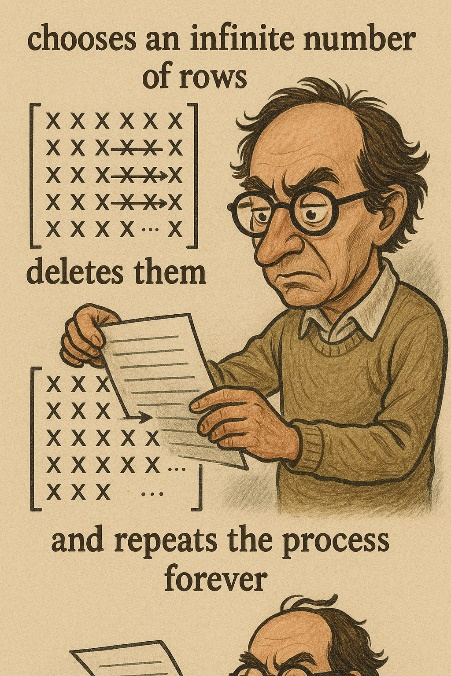 chooses an infinite number
of rows
X X X X X X
X X X X X X
X X X X X X
X X X X X X
X X X X X ... X
deletes them
X X X
X X X
X X X X X
X X X X X ...
X X X ...
and repeats the process
forever